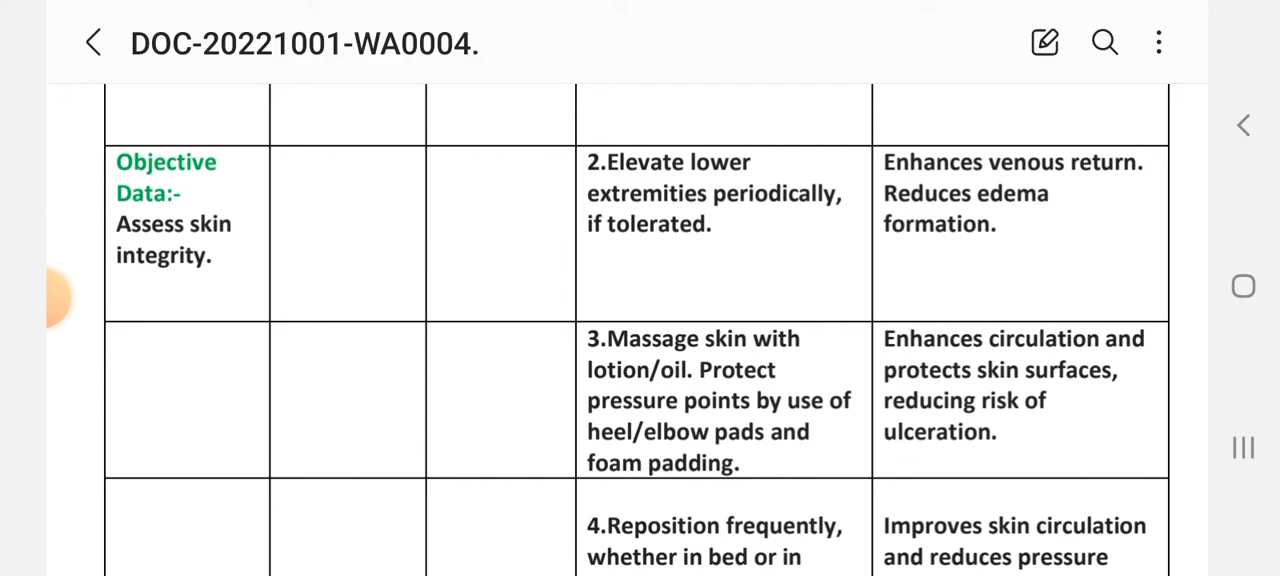 DOC-20221001-WA0004.
Objective
Data:-
Assess skin
integrity.
2.Elevate lower
extremities periodically,
if tolerated.
Enhances venous return.
Reduces edema
formation.
3.Massage skin with
lotion/oil. Protect
pressure points by use of
heel/elbow pads and
foam padding.
Enhances circulation and
protects skin surfaces,
reducing risk of
ulceration.
4.Reposition frequently,
whether in bed or in
Improves skin circulation
and reduces pressure